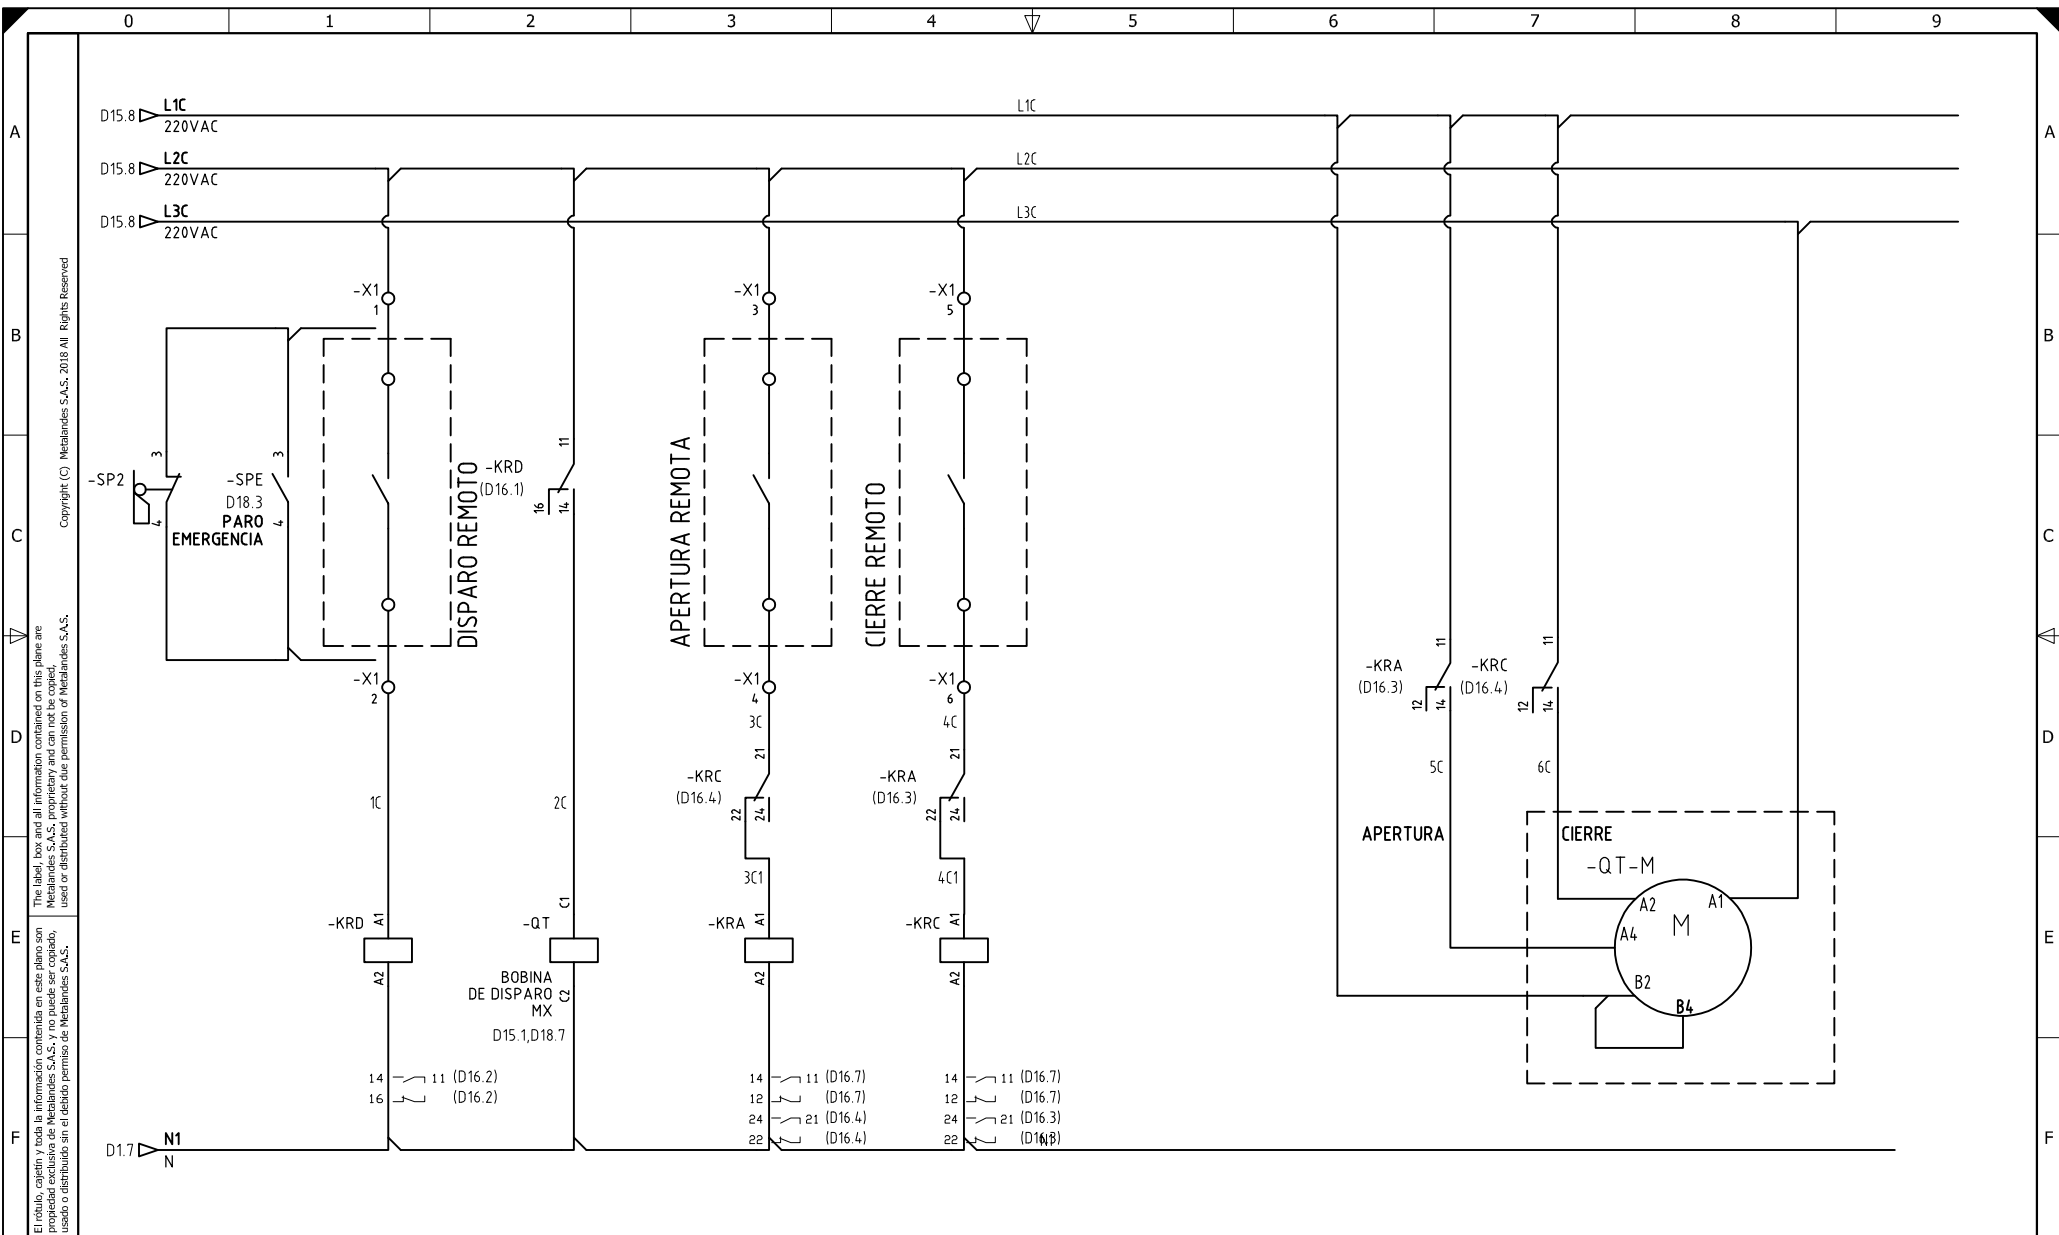 0 1 2 3 4 5 6 7 8 9
A A
B B
C C
D D
E E
F F
Copyright (C) Metalandes S.A.S. 2018 All Rights Reserved
The label, box and all information contained on this plane are
Metalandes S.A.S. proprietary and can not be copied,
used or distributed without due permission of Metalandes S.A.S.
El rótulo, cajetín y toda la información contenida en este plano son
propiedad exclusiva de Metalandes S.A.S. y no puede ser copiado,
usado o distribuido sin el debido permiso de Metalandes S.A.S.
D15.8 L1C L1C
220VAC
D15.8 L2C L2C
220VAC
D15.8 L3C L3C
220VAC
-X1
1
-X1
3
-X1
5
-SP2
3
4
-SPE
D18.3
PARO
EMERGENCIA
3
4
DISPARO REMOTO
-KRD
(D16.1)
11
16
14
APERTURA REMOTA
CIERRE REMOTO
-X1
2
-X1
4
3C
-X1
6
4C
-KRC
(D16.4)
21
22
24
-KRA
(D16.3)
21
22
24
-KRA
(D16.3)
11
12
14
-KRC
(D16.4)
11
12
14
1C
2C
5C
6C
3C1
4C1
APERTURA
CIERRE
-QT-M
M
A2
A1
A4
B2
B4
-KRD
A1
A2
-QT
C1
C2
BOBINA
DE DISPARO
MX
D15.1,D18.7
-KRA
A1
A2
-KRC
A1
A2
14 11 (D16.2)
16 (D16.2)
14 11 (D16.7)
12 (D16.7)
24 21 (D16.4)
22 (D16.4)
14 11 (D16.7)
12 (D16.7)
24 21 (D16.3)
22 (D16.3)
N1
D1.7 N1
N